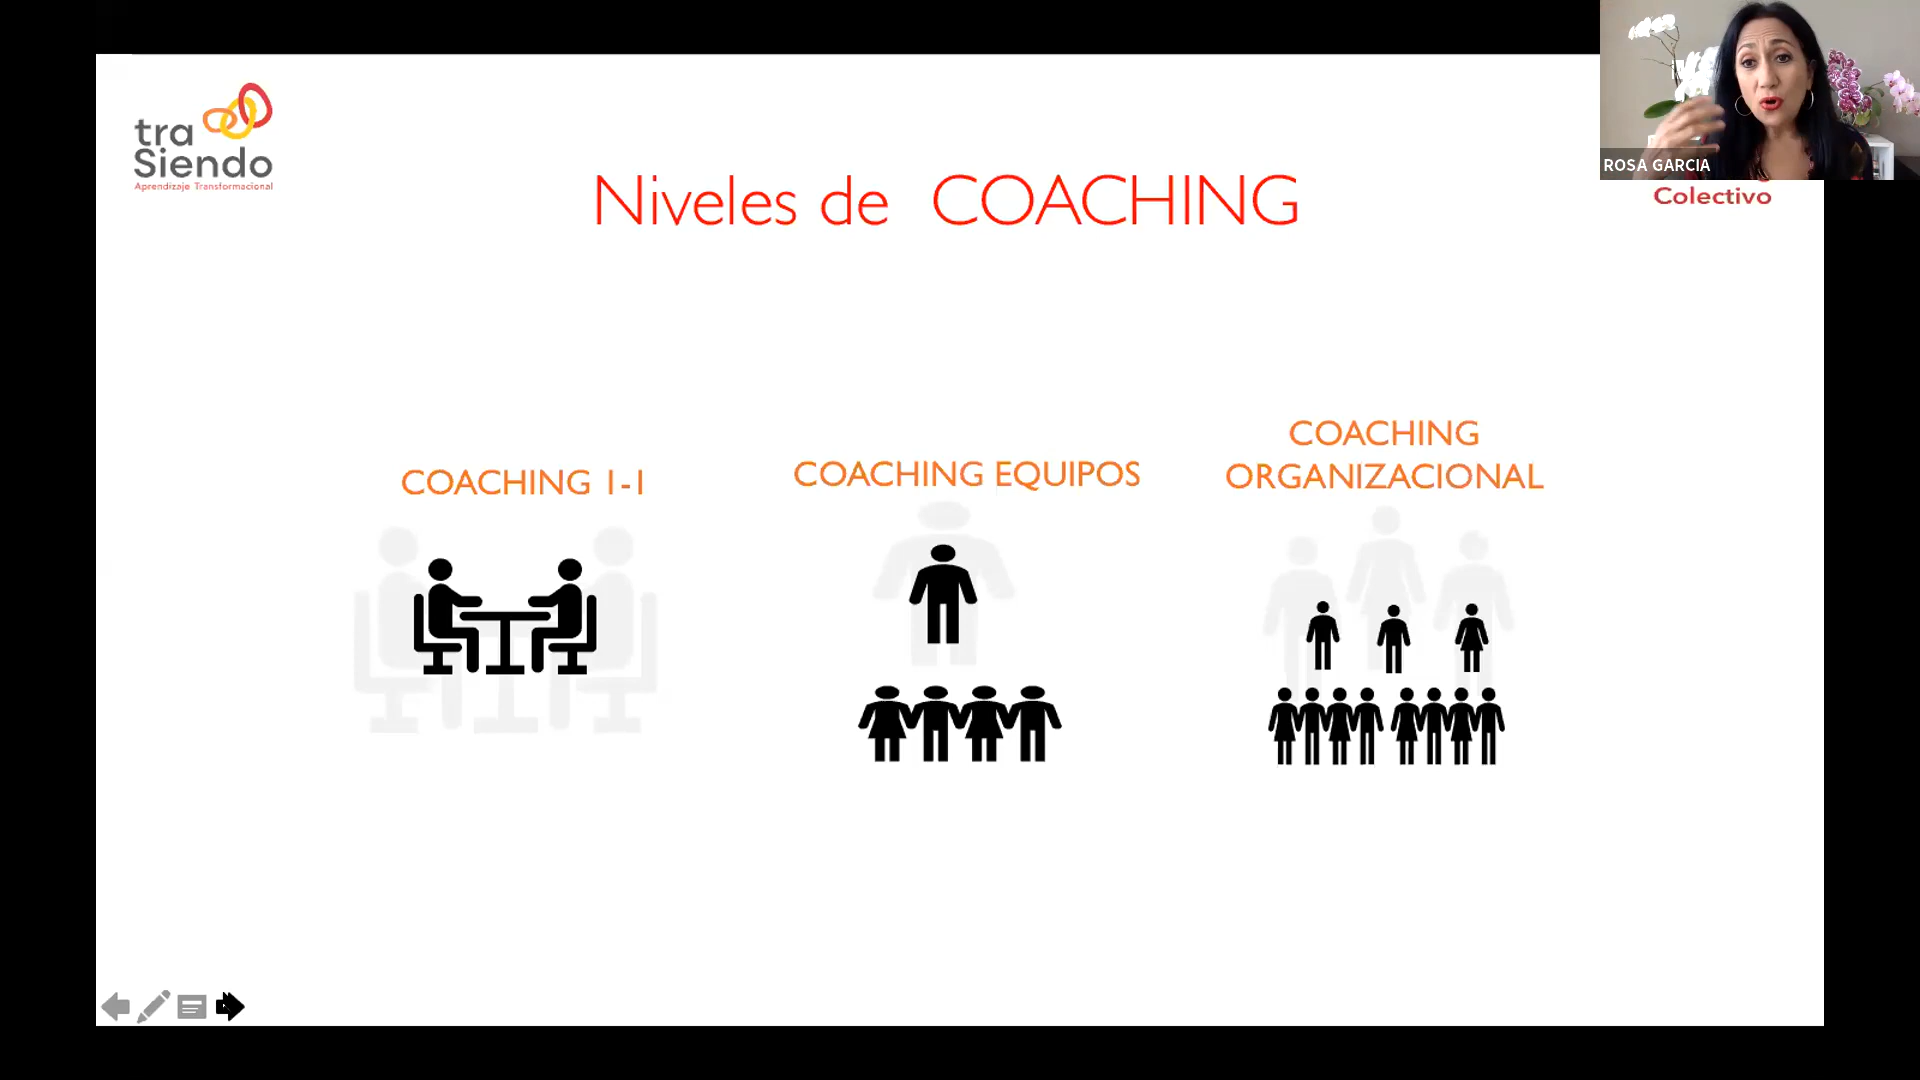 tra
Siendo
Aprendizaje Transformacional
ROSA GARCIA
Colectivo
Niveles de COACHING
COACHING 1-1
COACHING EQUIPOS
COACHING
ORGANIZACIONAL